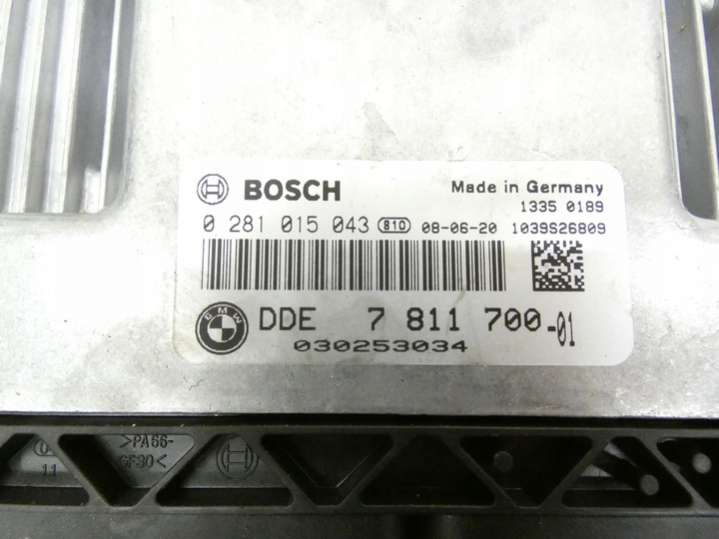 BOSCH
Made in Germany
1335 0189
0 281 015 043 810 08-06-20 1039S26809
BMW
DDE 7 811 700-01
030253034
>PA66-
GF30<
11